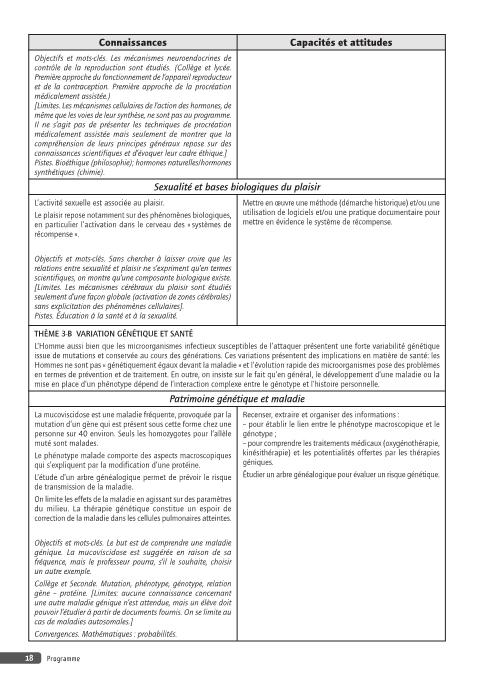 Connaissances
Capacités et attitudes
Objectifs et mots-clés. Les mécanismes neuroendocrines de
contrôle de la reproduction sont étudiés. (Collège et lycée.
Première approche du fonctionnement de l'appareil reproducteur
et de la contraception. Première approche de la procréation
médicalement assistée.)
[Limites. Les mécanismes cellulaires de l'action des hormones, de
même que les voies de leur synthèse, ne sont pas au programme.
Il ne s'agit pas de présenter les techniques de procréation
médicalement assistée mais seulement de montrer que la
compréhension de leurs principes généraux repose sur des
connaissances scientifiques et d'évoquer leur cadre éthique.]
Pistes. Bioéthique (philosophie); hormones naturelles/hormones
synthétiques (chimie).
Sexualité et bases biologiques du plaisir
L'activité sexuelle est associée au plaisir.
Le plaisir repose notamment sur des phénomènes biologiques,
en particulier l'activation dans le cerveau des « systèmes de
récompense ».
Objectifs et mots-clés. Sans chercher à laisser croire que les
relations entre sexualité et plaisir ne s'expriment qu'en termes
scientifiques, on montre qu'une composante biologique existe.
[Limites. Les mécanismes cérébraux du plaisir sont étudiés
seulement d'une façon globale (activation de zones cérébrales)
sans explicitation des phénomènes cellulaires].
Pistes. Éducation à la santé et à la sexualité.
Mettre en œuvre une méthode (démarche historique) et/ou une
utilisation de logiciels et/ou une pratique documentaire pour
mettre en évidence le système de récompense.
THÈME 3-B VARIATION GÉNÉTIQUE ET SANTÉ
L'Homme aussi bien que les microorganismes infectieux susceptibles de l'attaquer présentent une forte variabilité génétique
issue de mutations et conservée au cours des générations. Ces variations présentent des implications en matière de santé: les
Hommes ne sont pas « génétiquement égaux devant la maladie » et l'évolution rapide des microorganismes pose des problèmes
en termes de prévention et de traitement. En outre, on insiste sur le fait qu'en général, le développement d'une maladie ou la
mise en place d'un phénotype dépend de l'interaction complexe entre le génotype et l'histoire personnelle.
Patrimoine génétique et maladie
La mucoviscidose est une maladie fréquente, provoquée par la
mutation d'un gène qui est présent sous cette forme chez une
personne sur 40 environ. Seuls les homozygotes pour l'allèle
muté sont malades.
Le phénotype malade comporte des aspects macroscopiques
qui s'expliquent par la modification d'une protéine.
L'étude d'un arbre généalogique permet de prévoir le risque
de transmission de la maladie.
On limite les effets de la maladie en agissant sur des paramètres
du milieu. La thérapie génétique constitue un espoir de
correction de la maladie dans les cellules pulmonaires atteintes.
Objectifs et mots-clés. Le but est de comprendre une maladie
génique. La mucoviscidose est suggérée en raison de sa
fréquence, mais le professeur pourra, s'il le souhaite, choisir
un autre exemple.
Collège et Seconde. Mutation, phénotype, génotype, relation
gène – protéine. [Limites: aucune connaissance concernant
une autre maladie génique n'est attendue, mais un élève doit
pouvoir l'étudier à partir de documents fournis. On se limite au
cas de maladies autosomales.]
Convergences. Mathématiques : probabilités.
Recenser, extraire et organiser des informations :
– pour établir le lien entre le phénotype macroscopique et le
génotype ;
– pour comprendre les traitements médicaux (oxygénothérapie,
kinésithérapie) et les potentialités offertes par les thérapies
géniques.
Étudier un arbre généalogique pour évaluer un risque génétique.
18 Programme